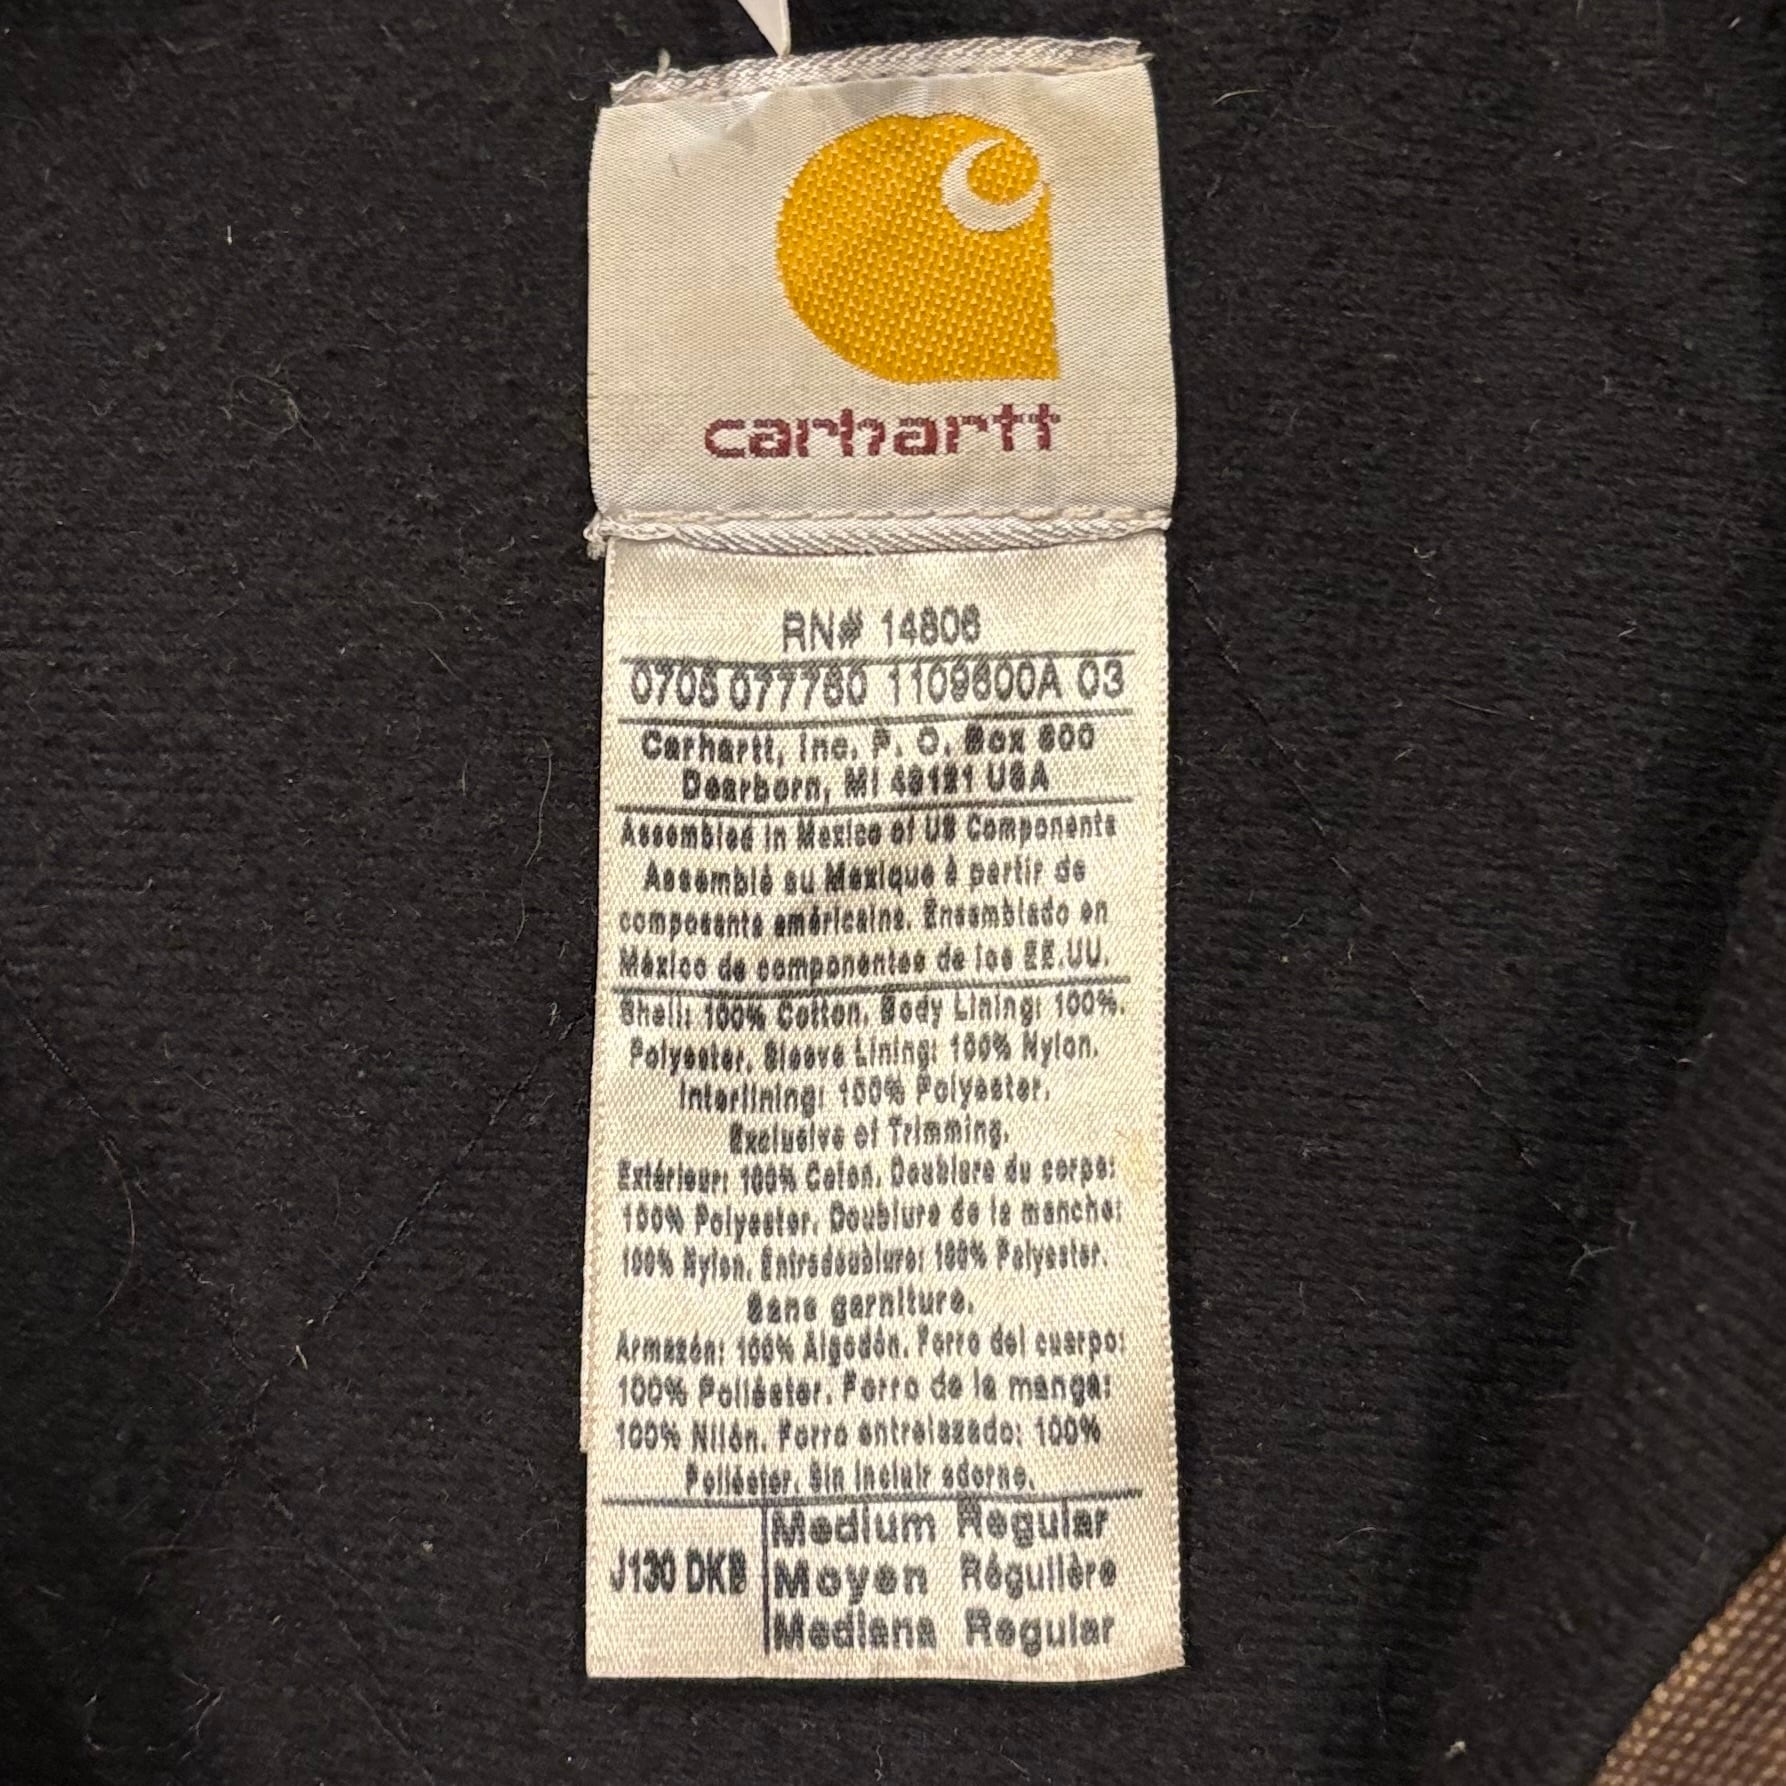 carhartt
RN# 14806
0705 077760 1109600A 03
Carhartt, Inc. P. O. Box 600
Dearborn, MI 48121 USA
Assembled in Mexico of US Components
Assemblé au Mexique à partir de
composants américains. Ensamblado en
México de componentes de los EE.UU.
Shell: 100% Cotton. Body Lining: 100%.
Polyester. Sleeve Lining: 100% Nylon.
Interlining: 100% Polyester.
Exclusive of Trimming.
Extérieur: 100% Coton. Doublure du corps:
100% Polyester. Doublure de la manche:
100% Nylon. Entredoublure: 100% Polyester.
Sans garniture.
Armazón: 100% Algodón. Forro del cuerpo:
100% Poliéster. Forro de la manga:
100% Nilón. Forro entrelazado: 100%
Poliéster. Sin incluir adorno.
J130 DKB
Medium Regular
Moyen Régulière
Mediana Regular